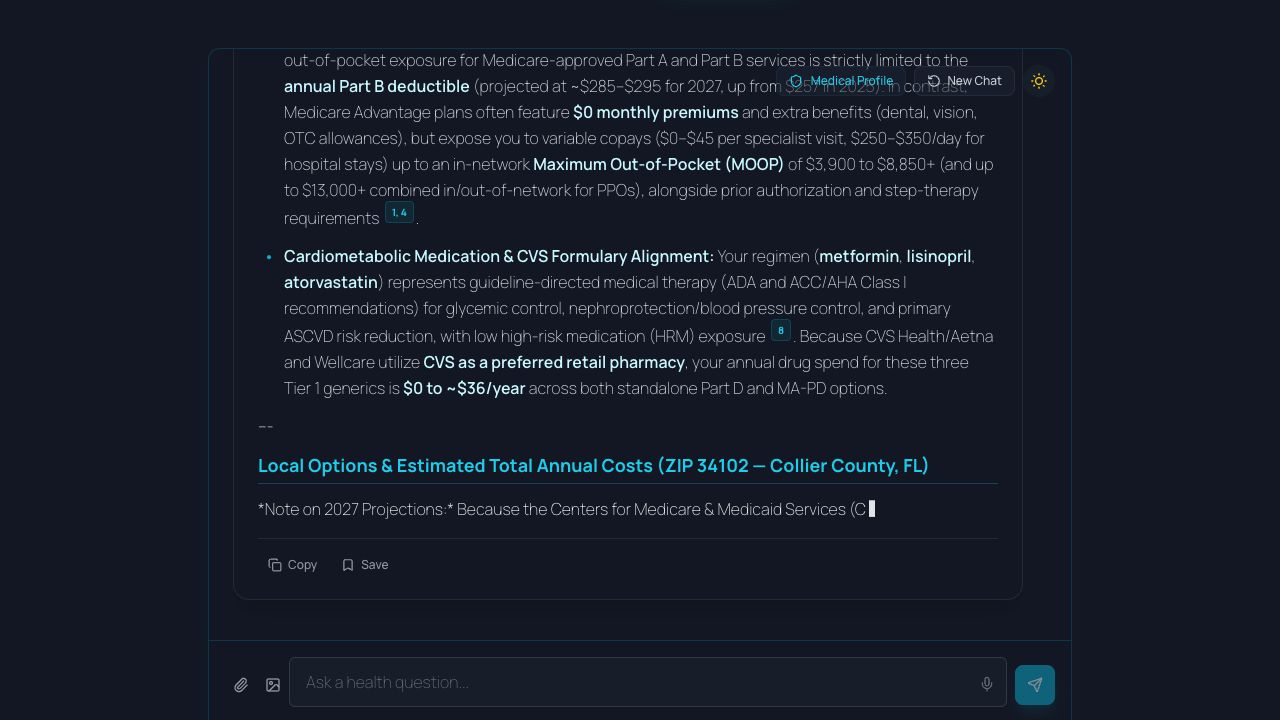 out-of-pocket exposure for Medicare-approved Part A and Part B services is strictly limited to the
Medical Profile
New Chat
annual Part B deductible (projected at ~$285–$295 for 2027, up from $257 in 2025). In contrast,
Medicare Advantage plans often feature $0 monthly premiums and extra benefits (dental, vision,
OTC allowances), but expose you to variable copays ($0–$45 per specialist visit, $250–$350/day for
hospital stays) up to an in-network Maximum Out-of-Pocket (MOOP) of $3,900 to $8,850+ (and up
to $13,000+ combined in/out-of-network for PPOs), alongside prior authorization and step-therapy
requirements 1, 4 .
• Cardiometabolic Medication & CVS Formulary Alignment: Your regimen (metformin, lisinopril,
atorvastatin) represents guideline-directed medical therapy (ADA and ACC/AHA Class I
recommendations) for glycemic control, nephroprotection/blood pressure control, and primary
ASCVD risk reduction, with low high-risk medication (HRM) exposure 8 . Because CVS Health/Aetna
and Wellcare utilize CVS as a preferred retail pharmacy, your annual drug spend for these three
Tier 1 generics is $0 to ~$36/year across both standalone Part D and MA-PD options.
---
Local Options & Estimated Total Annual Costs (ZIP 34102 — Collier County, FL)
*Note on 2027 Projections:* Because the Centers for Medicare & Medicaid Services (C
Copy
Save
Ask a health question...